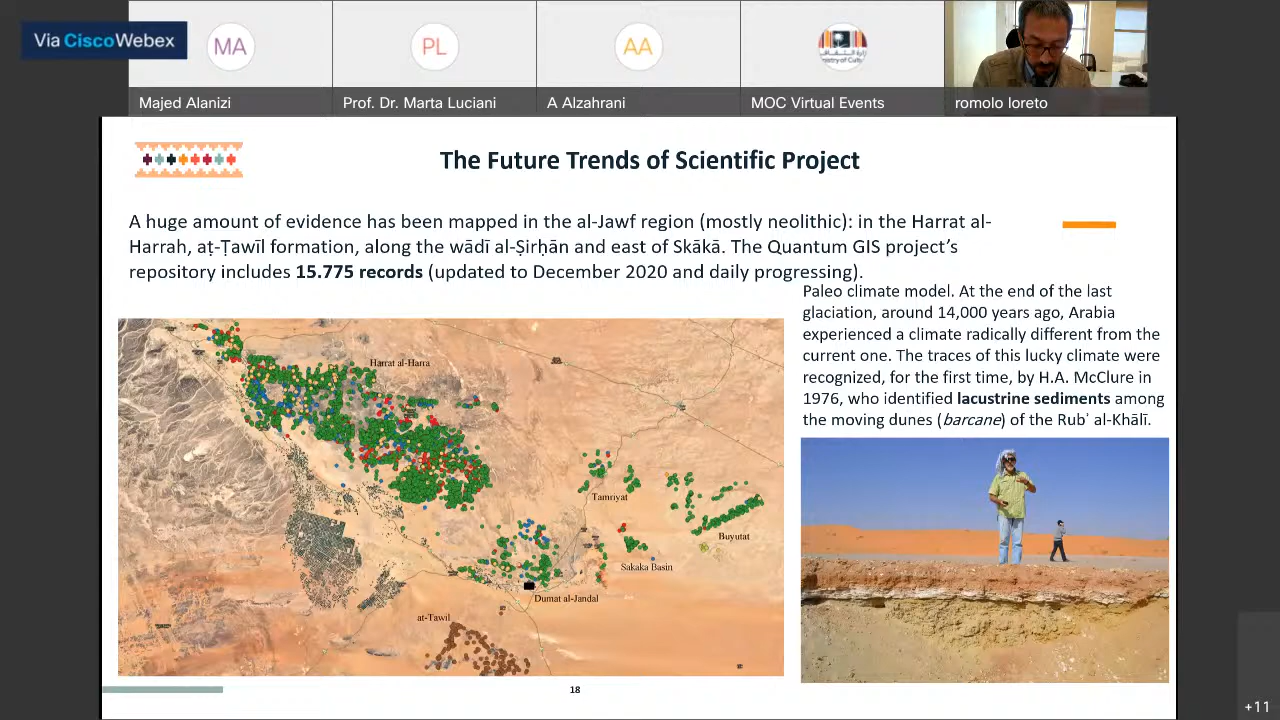 Via Cisco Webex
MA
PL
AA
Majed Alanizi
Prof. Dr. Marta Luciani
A Alzahrani
MOC Virtual Events
romolo loreto
The Future Trends of Scientific Project
A huge amount of evidence has been mapped in the al-Jawf region (mostly neolithic): in the Harrat al-
Harrah, aṭ-Ṭawīl formation, along the wādī al-Ṣirḥān and east of Skākā. The Quantum GIS project's
repository includes 15.775 records (updated to December 2020 and daily progressing).
Paleo climate model. At the end of the last
glaciation, around 14,000 years ago, Arabia
experienced a climate radically different from the
current one. The traces of this lucky climate were
recognized, for the first time, by H.A. McClure in
1976, who identified lacustrine sediments among
the moving dunes (barcane) of the Rubʿ al-Khālī.
Harrat al-Harra
Tamriyat
Buyutat
Sakaka Basin
Dumat al-Jandal
at-Tawil
18
+11